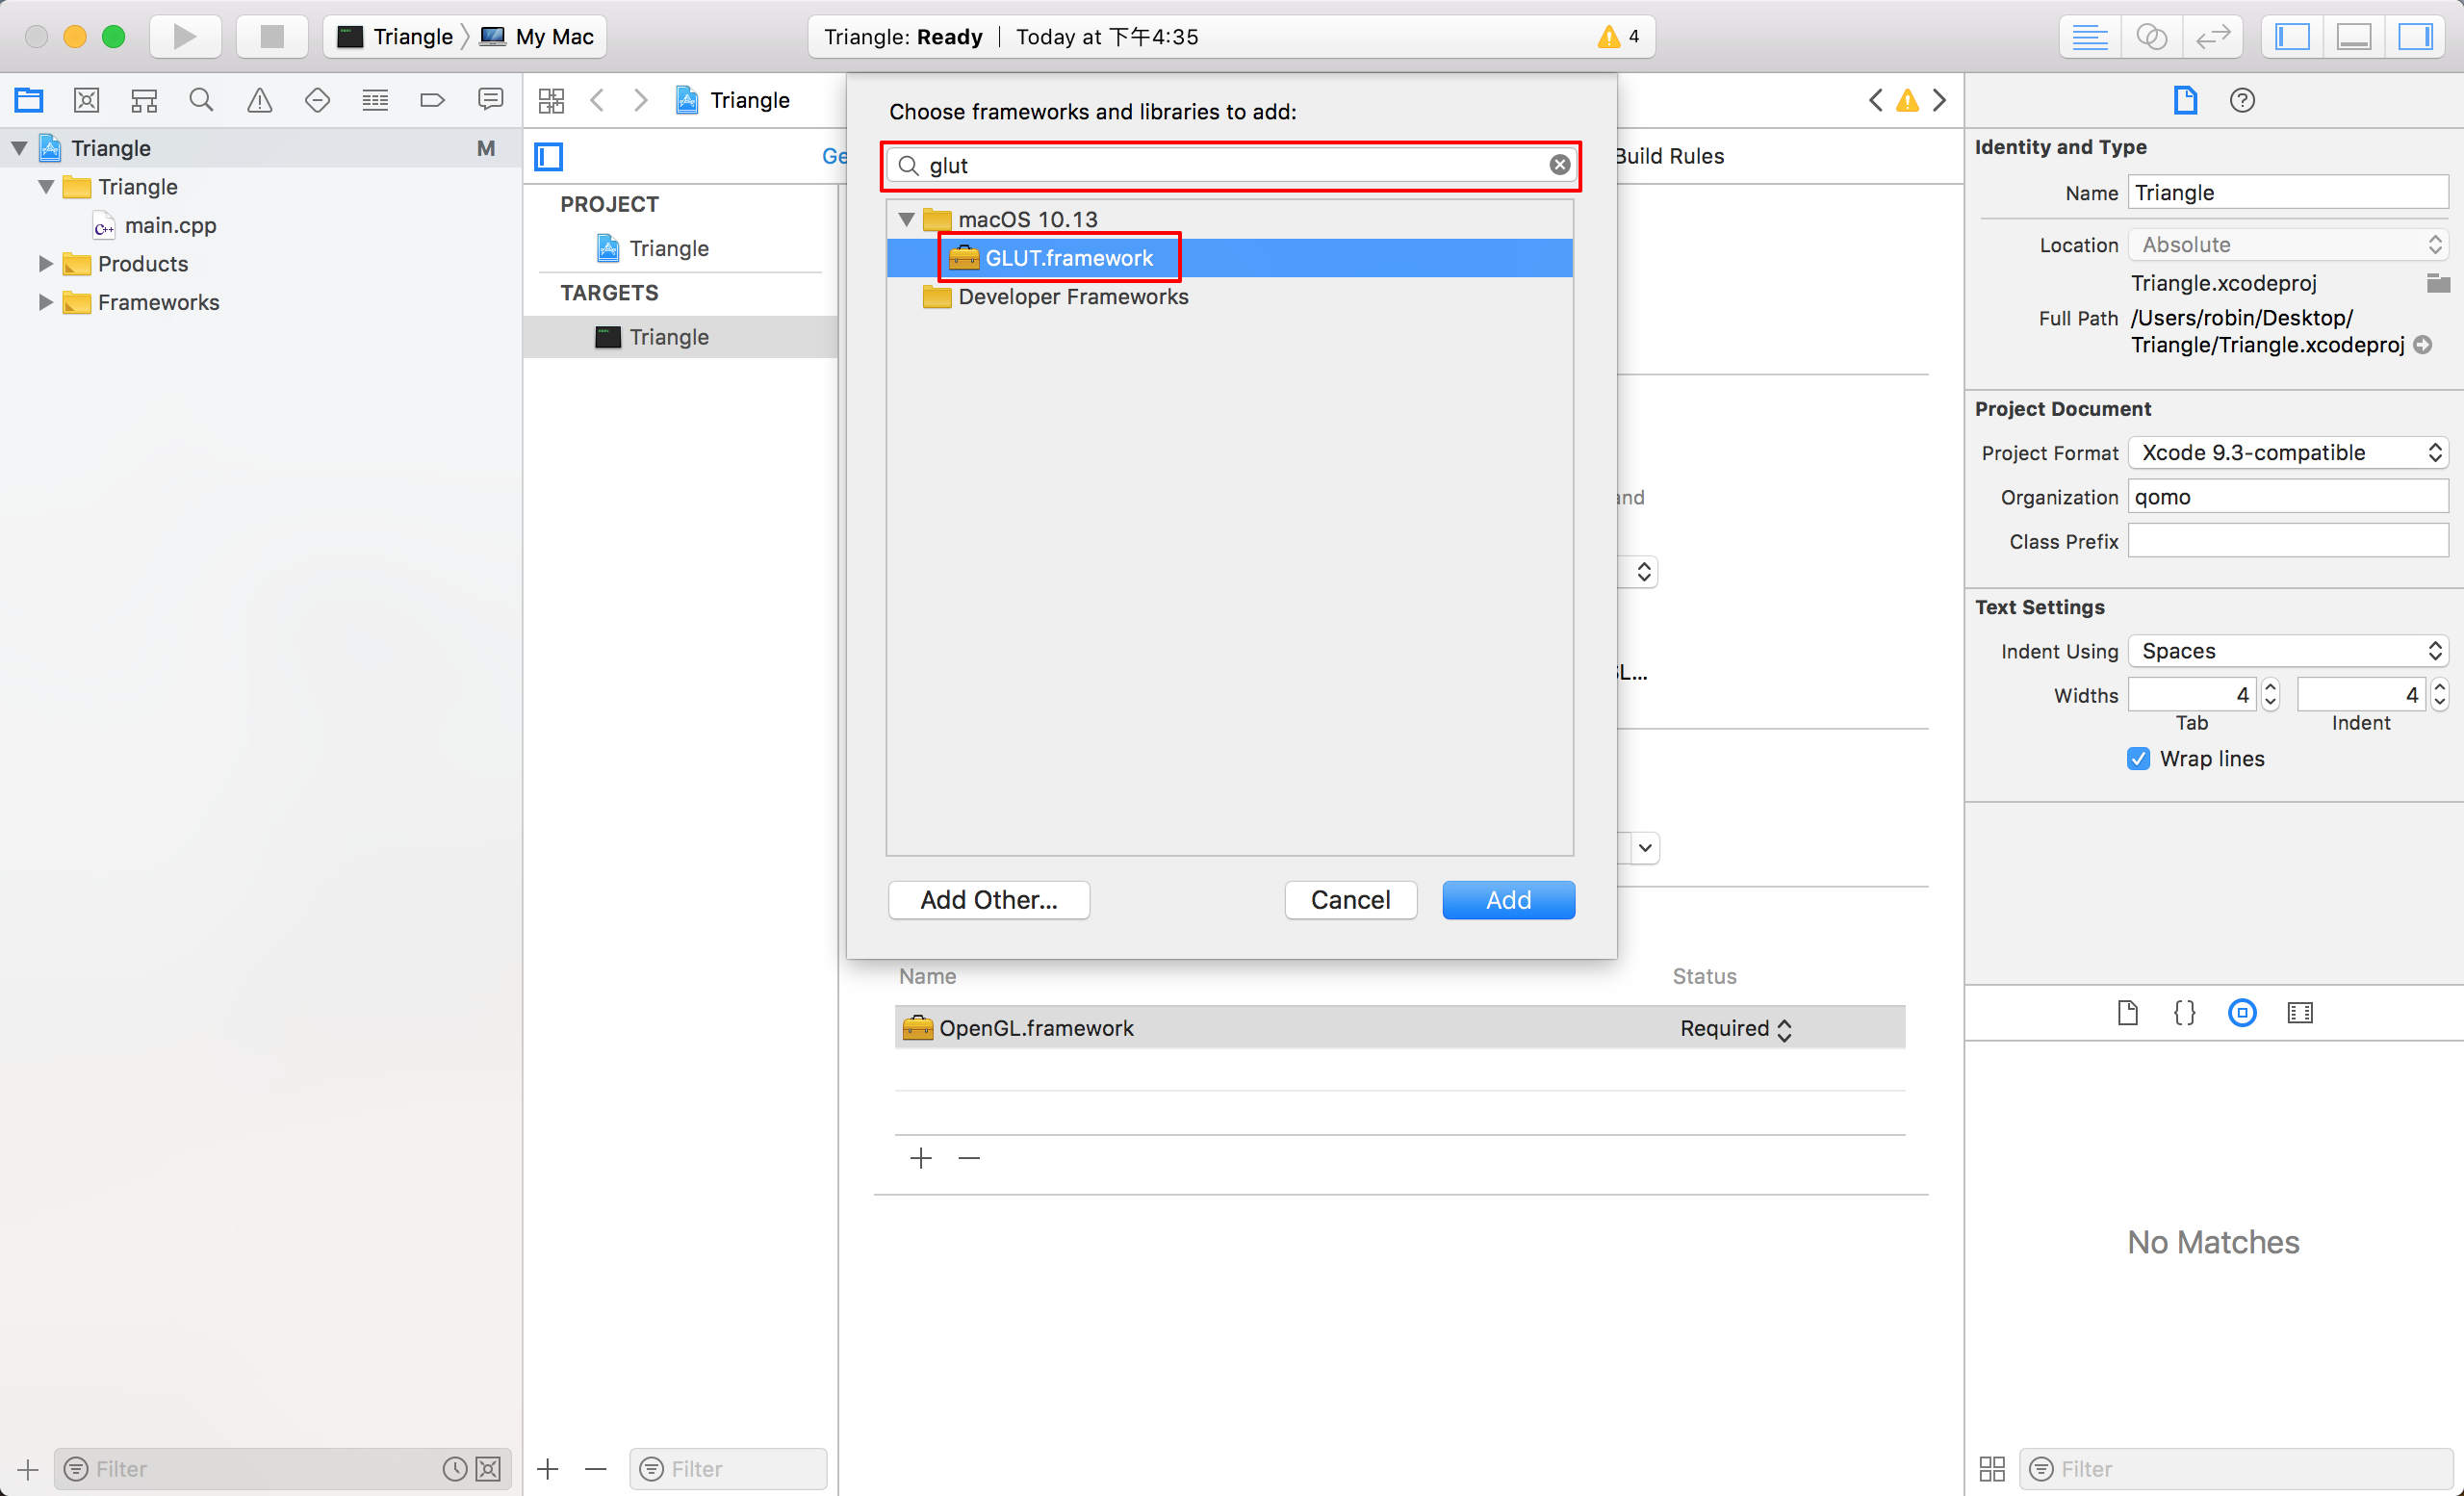 Triangle 〉 My Mac
Triangle: Ready | Today at 下午4:35
4
Triangle M
Triangle
main.cpp
Products
Frameworks
Filter
Triangle
Ge
Build Rules
PROJECT
Triangle
TARGETS
Triangle
Filter
Choose frameworks and libraries to add:
glut
macOS 10.13
GLUT.framework
Developer Frameworks
Add Other...
Cancel
Add
L...
Name Status
OpenGL.framework Required
Identity and Type
Name Triangle
Location Absolute
Triangle.xcodeproj
Full Path /Users/robin/Desktop/
Triangle/Triangle.xcodeproj
Project Document
Project Format Xcode 9.3-compatible
Organization qomo
Class Prefix
Text Settings
Indent Using Spaces
Widths 4 4
Tab Indent
Wrap lines
{ }
No Matches
Filter